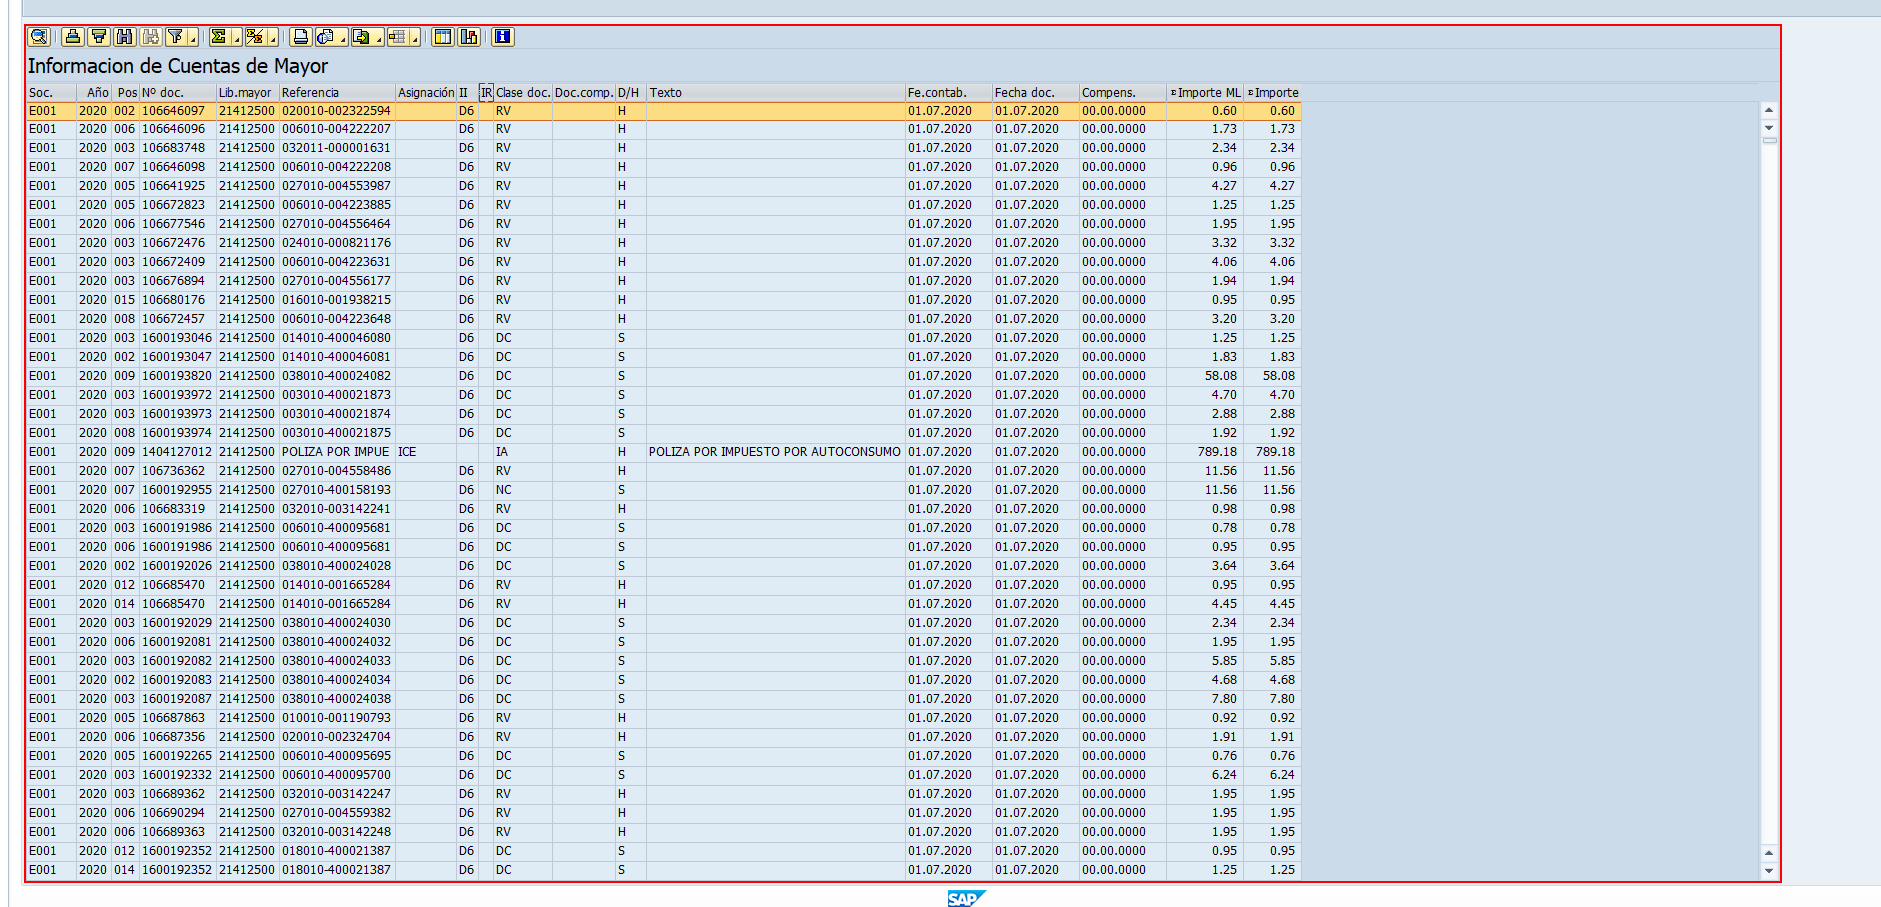 Informacion de Cuentas de Mayor
Soc. Año Pos Nº doc. Lib.mayor Referencia Asignación II IR Clase doc. Doc.comp. D/H Texto Fe.contab. Fecha doc. Compens. Σ Importe ML Σ Importe
E001 2020 002 106646097 21412500 020010-002322594 D6 RV H 01.07.2020 01.07.2020 00.00.0000 0.60 0.60
E001 2020 006 106646096 21412500 006010-004222207 D6 RV H 01.07.2020 01.07.2020 00.00.0000 1.73 1.73
E001 2020 003 106683748 21412500 032011-000001631 D6 RV H 01.07.2020 01.07.2020 00.00.0000 2.34 2.34
E001 2020 007 106646098 21412500 006010-004222208 D6 RV H 01.07.2020 01.07.2020 00.00.0000 0.96 0.96
E001 2020 005 106641925 21412500 027010-004553987 D6 RV H 01.07.2020 01.07.2020 00.00.0000 4.27 4.27
E001 2020 005 106672823 21412500 006010-004223885 D6 RV H 01.07.2020 01.07.2020 00.00.0000 1.25 1.25
E001 2020 006 106677546 21412500 027010-004556464 D6 RV H 01.07.2020 01.07.2020 00.00.0000 1.95 1.95
E001 2020 003 106672476 21412500 024010-000821176 D6 RV H 01.07.2020 01.07.2020 00.00.0000 3.32 3.32
E001 2020 003 106672409 21412500 006010-004223631 D6 RV H 01.07.2020 01.07.2020 00.00.0000 4.06 4.06
E001 2020 003 106676894 21412500 027010-004556177 D6 RV H 01.07.2020 01.07.2020 00.00.0000 1.94 1.94
E001 2020 015 106680176 21412500 016010-001938215 D6 RV H 01.07.2020 01.07.2020 00.00.0000 0.95 0.95
E001 2020 008 106672457 21412500 006010-004223648 D6 RV H 01.07.2020 01.07.2020 00.00.0000 3.20 3.20
E001 2020 003 1600193046 21412500 014010-400046080 D6 DC S 01.07.2020 01.07.2020 00.00.0000 1.25 1.25
E001 2020 002 1600193047 21412500 014010-400046081 D6 DC S 01.07.2020 01.07.2020 00.00.0000 1.83 1.83
E001 2020 009 1600193820 21412500 038010-400024082 D6 DC S 01.07.2020 01.07.2020 00.00.0000 58.08 58.08
E001 2020 003 1600193972 21412500 003010-400021873 D6 DC S 01.07.2020 01.07.2020 00.00.0000 4.70 4.70
E001 2020 003 1600193973 21412500 003010-400021874 D6 DC S 01.07.2020 01.07.2020 00.00.0000 2.88 2.88
E001 2020 008 1600193974 21412500 003010-400021875 D6 DC S 01.07.2020 01.07.2020 00.00.0000 1.92 1.92
E001 2020 009 1404127012 21412500 POLIZA POR IMPUE ICE IA H POLIZA POR IMPUESTO POR AUTOCONSUMO 01.07.2020 01.07.2020 00.00.0000 789.18 789.18
E001 2020 007 106736362 21412500 027010-004558486 D6 RV H 01.07.2020 01.07.2020 00.00.0000 11.56 11.56
E001 2020 007 1600192955 21412500 027010-400158193 D6 NC S 01.07.2020 01.07.2020 00.00.0000 11.56 11.56
E001 2020 006 106683319 21412500 032010-003142241 D6 RV H 01.07.2020 01.07.2020 00.00.0000 0.98 0.98
E001 2020 003 1600191986 21412500 006010-400095681 D6 DC S 01.07.2020 01.07.2020 00.00.0000 0.78 0.78
E001 2020 006 1600191986 21412500 006010-400095681 D6 DC S 01.07.2020 01.07.2020 00.00.0000 0.95 0.95
E001 2020 002 1600192026 21412500 038010-400024028 D6 DC S 01.07.2020 01.07.2020 00.00.0000 3.64 3.64
E001 2020 012 106685470 21412500 014010-001665284 D6 RV H 01.07.2020 01.07.2020 00.00.0000 0.95 0.95
E001 2020 014 106685470 21412500 014010-001665284 D6 RV H 01.07.2020 01.07.2020 00.00.0000 4.45 4.45
E001 2020 003 1600192029 21412500 038010-400024030 D6 DC S 01.07.2020 01.07.2020 00.00.0000 2.34 2.34
E001 2020 006 1600192081 21412500 038010-400024032 D6 DC S 01.07.2020 01.07.2020 00.00.0000 1.95 1.95
E001 2020 003 1600192082 21412500 038010-400024033 D6 DC S 01.07.2020 01.07.2020 00.00.0000 5.85 5.85
E001 2020 002 1600192083 21412500 038010-400024034 D6 DC S 01.07.2020 01.07.2020 00.00.0000 4.68 4.68
E001 2020 003 1600192087 21412500 038010-400024038 D6 DC S 01.07.2020 01.07.2020 00.00.0000 7.80 7.80
E001 2020 005 106687863 21412500 010010-001190793 D6 RV H 01.07.2020 01.07.2020 00.00.0000 0.92 0.92
E001 2020 006 106687356 21412500 020010-002324704 D6 RV H 01.07.2020 01.07.2020 00.00.0000 1.91 1.91
E001 2020 005 1600192265 21412500 006010-400095695 D6 DC S 01.07.2020 01.07.2020 00.00.0000 0.76 0.76
E001 2020 003 1600192332 21412500 006010-400095700 D6 DC S 01.07.2020 01.07.2020 00.00.0000 6.24 6.24
E001 2020 003 106689362 21412500 032010-003142247 D6 RV H 01.07.2020 01.07.2020 00.00.0000 1.95 1.95
E001 2020 006 106690294 21412500 027010-004559382 D6 RV H 01.07.2020 01.07.2020 00.00.0000 1.95 1.95
E001 2020 006 106689363 21412500 032010-003142248 D6 RV H 01.07.2020 01.07.2020 00.00.0000 1.95 1.95
E001 2020 012 1600192352 21412500 018010-400021387 D6 DC S 01.07.2020 01.07.2020 00.00.0000 0.95 0.95
E001 2020 014 1600192352 21412500 018010-400021387 D6 DC S 01.07.2020 01.07.2020 00.00.0000 1.25 1.25
SAP